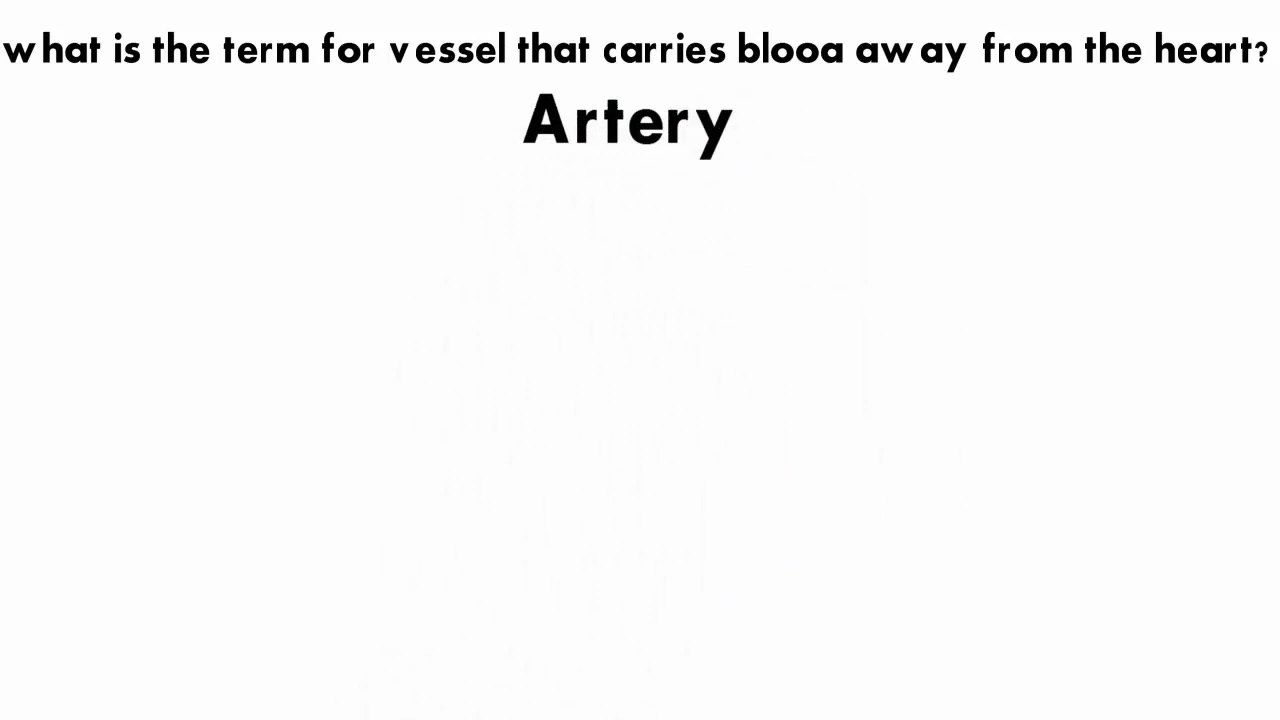 what is the term for vessel that carries blooa away from the heart?
Artery